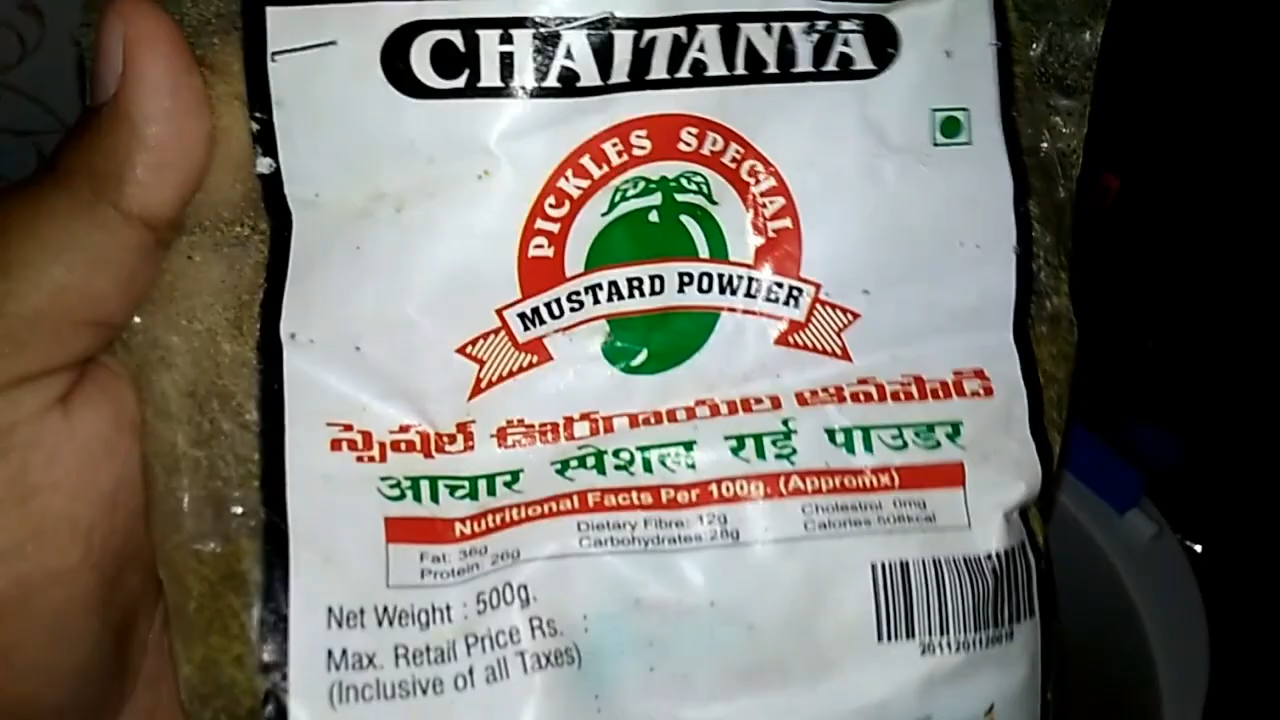 CHAITANYA
PICKLES SPECIAL
MUSTARD POWDER
స్పెషల్ ఊరగాయల ఆవపొడి
आचार स्पेशल राई पाउडर
Nutritional Facts Per 100g. (Appromx)
Fat: 36g Dietary Fibre: 12g Cholestrol 0mg
Protein: 26g Carbohydrates:28g Calories 508kcal
Net Weight : 500g.
Max. Retail Price Rs. :
(Inclusive of all Taxes)